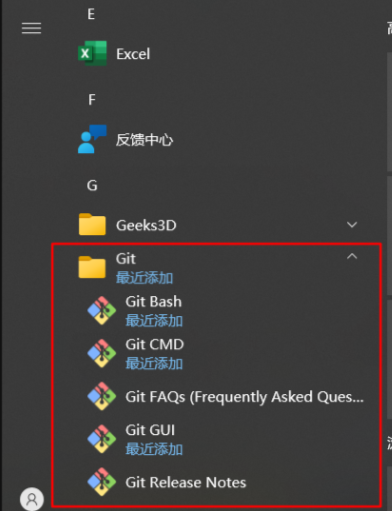 E
Excel
F
反馈中心
G
Geeks3D
Git
最近添加
Git Bash
最近添加
Git CMD
最近添加
Git FAQs (Frequently Asked Ques...
Git GUI
最近添加
Git Release Notes